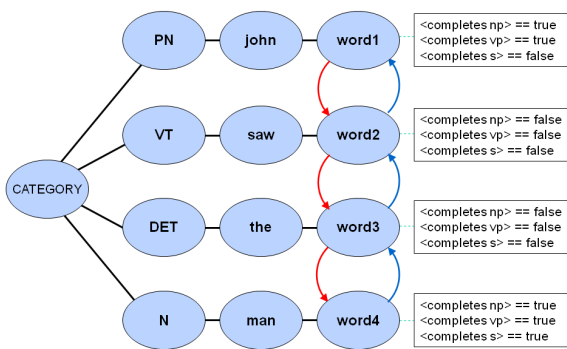 PN john word1
<completes np> == true
<completes vp> == true
<completes s> == false
VT saw word2
<completes np> == false
<completes vp> == false
<completes s> == false
CATEGORY
DET the word3
<completes np> == false
<completes vp> == false
<completes s> == false
N man word4
<completes np> == true
<completes vp> == true
<completes s> == true